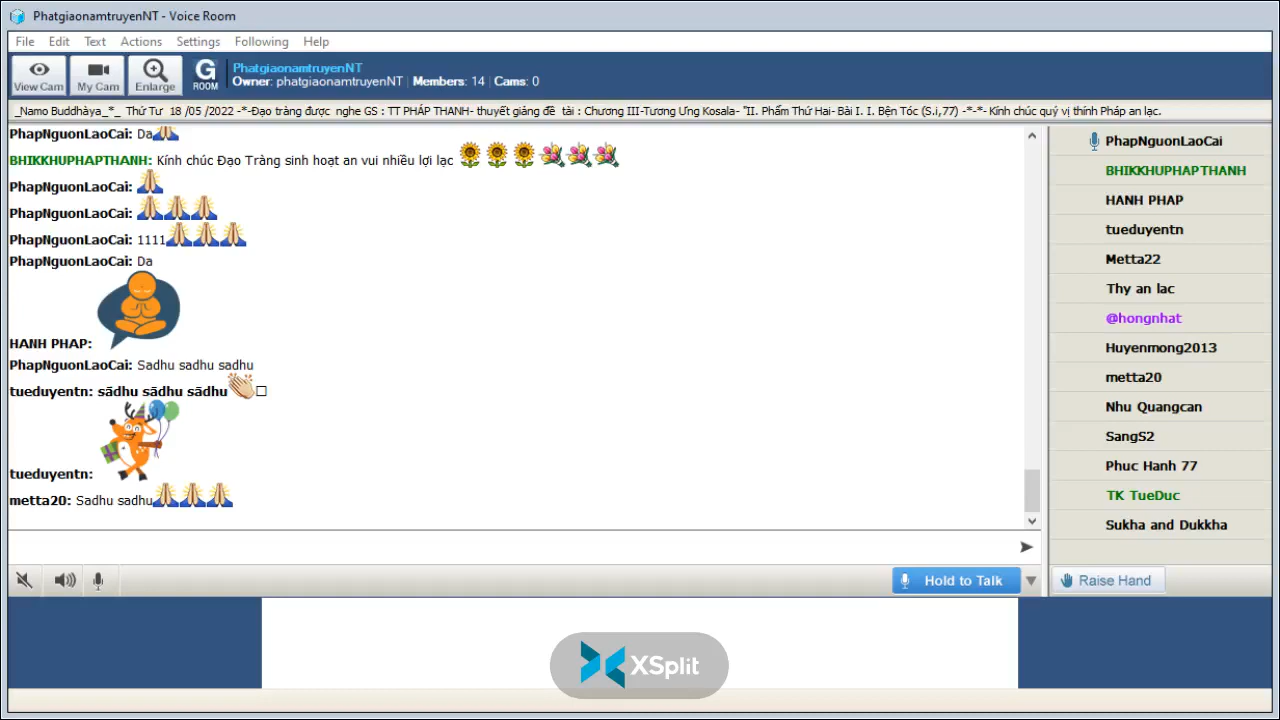 PhatgiaonamtruyenNT - Voice Room
File Edit Text Actions Settings Following Help
View Cam My Cam Enlarge G ROOM
PhatgiaonamtruyenNT
Owner: phatgiaonamtruyenNT | Members: 14 | Cams: 0
_Namo Buddhàya_*_ Thứ Tư 18 /05 /2022 -*-Đạo tràng được nghe GS : TT PHÁP THANH- thuyết giảng đề tài : Chương III-Tương Ưng Kosala- "II. Phẩm Thứ Hai- Bài I. I. Bện Tóc (S.i,77) -*-*- Kính chúc quý vị thính Pháp an lạc.
PhapNguonLaoCai: Da
BHIKKHUPHAPTHANH: Kính chúc Đạo Tràng sinh hoạt an vui nhiều lợi lạc
PhapNguonLaoCai:
PhapNguonLaoCai:
PhapNguonLaoCai: 1111
PhapNguonLaoCai: Da
HANH PHAP:
PhapNguonLaoCai: Sadhu sadhu sadhu
tueduyentn: sādhu sādhu sādhu
tueduyentn:
metta20: Sadhu sadhu
PhapNguonLaoCai
BHIKKHUPHAPTHANH
HANH PHAP
tueduyentn
Metta22
Thy an lac
@hongnhat
Huyenmong2013
metta20
Nhu Quangcan
SangS2
Phuc Hanh 77
TK TueDuc
Sukha and Dukkha
Hold to Talk
Raise Hand
XSplit